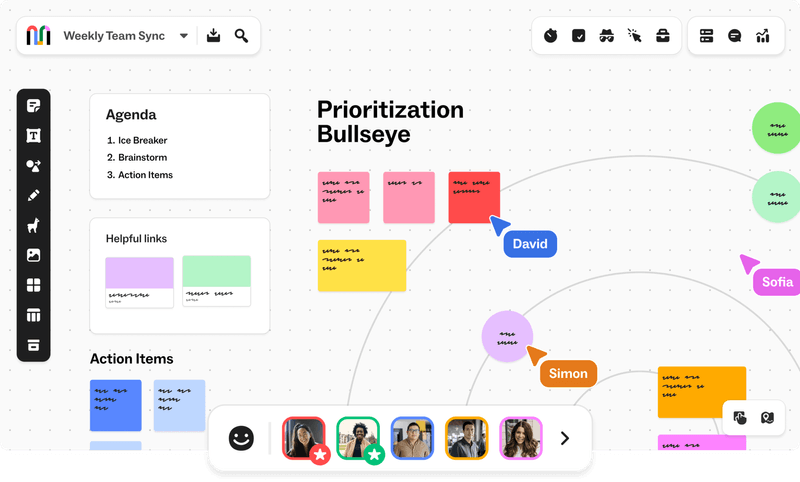 Weekly Team Sync
Agenda
1. Ice Breaker
2. Brainstorm
3. Action Items
Helpful links
Action Items
Prioritization
Bullseye
David
Sofia
Simon